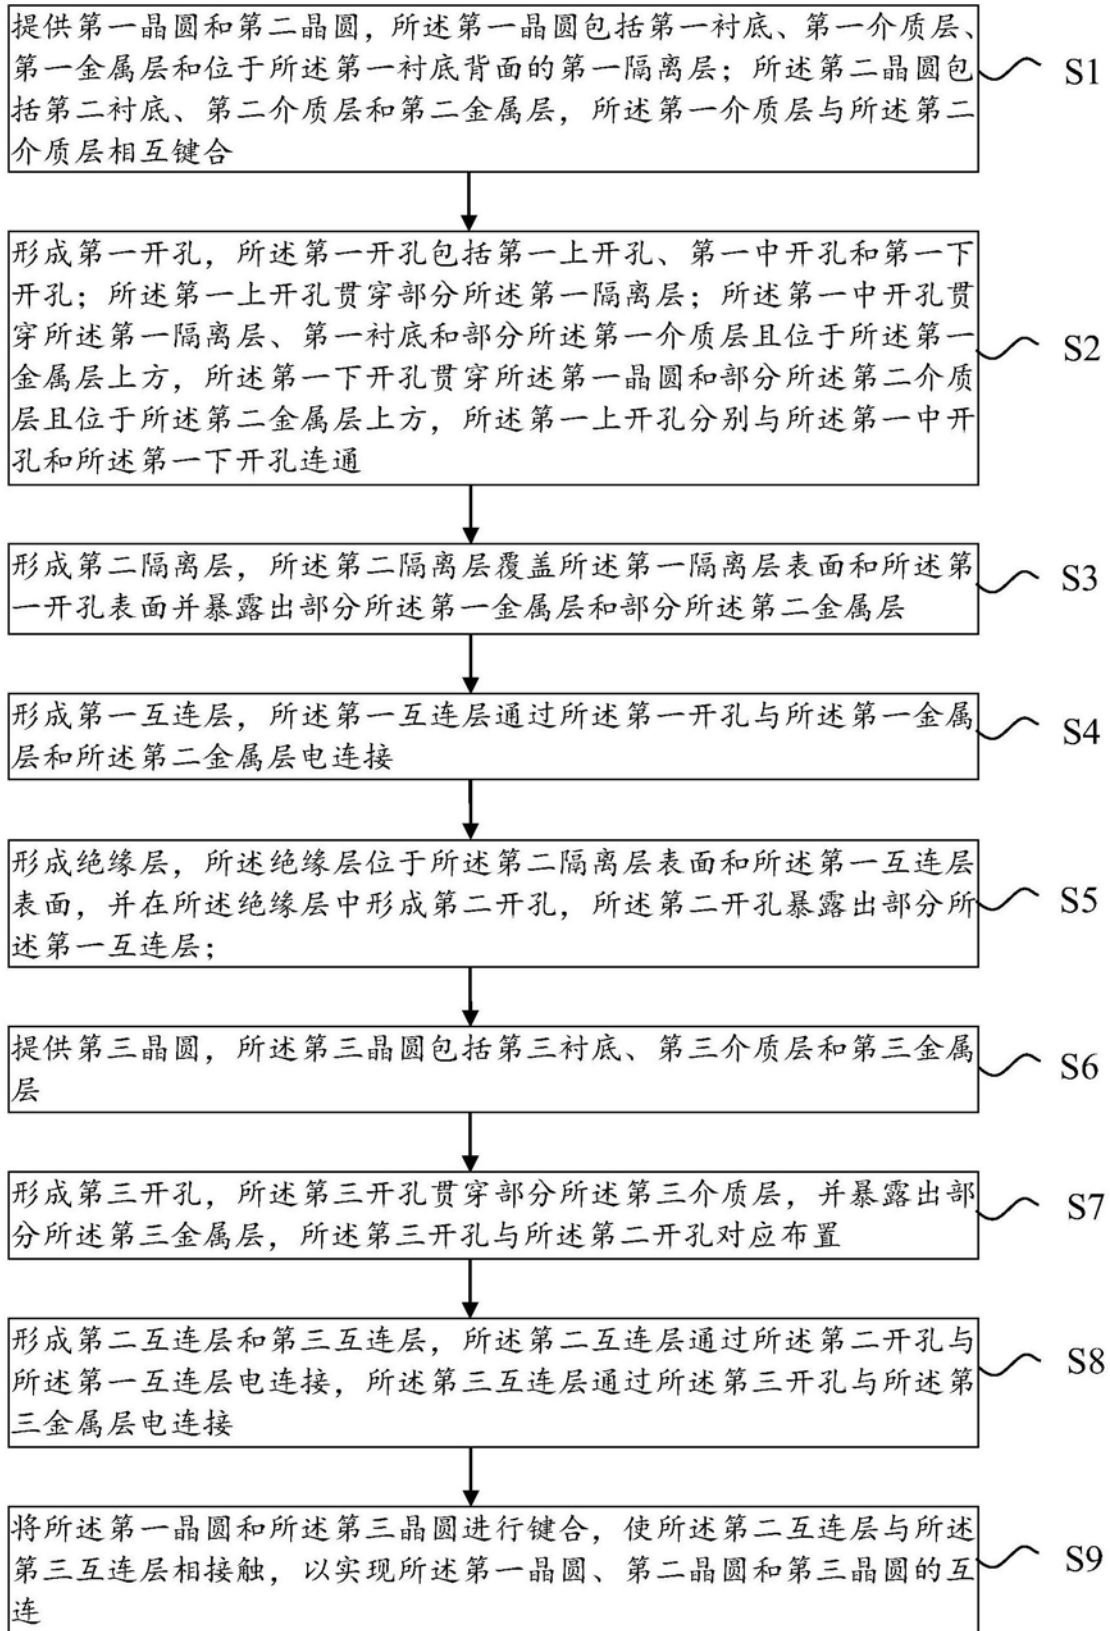 提供第一晶圆和第二晶圆，所述第一晶圆包括第一衬底、第一介质层、
第一金属层和位于所述第一衬底背面的第一隔离层；所述第二晶圆包
括第二衬底、第二介质层和第二金属层，所述第一介质层与所述第二
介质层相互键合
S1
形成第一开孔，所述第一开孔包括第一上开孔、第一中开孔和第一下
开孔；所述第一上开孔贯穿部分所述第一隔离层；所述第一中开孔贯
穿所述第一隔离层、第一衬底和部分所述第一介质层且位于所述第一
金属层上方，所述第一下开孔贯穿所述第一晶圆和部分所述第二介质
层且位于所述第二金属层上方，所述第一上开孔分别与所述第一中开
孔和所述第一下开孔连通
S2
形成第二隔离层，所述第二隔离层覆盖所述第一隔离层表面和所述第
一开孔表面并暴露出部分所述第一金属层和部分所述第二金属层
S3
形成第一互连层，所述第一互连层通过所述第一开孔与所述第一金属
层和所述第二金属层电连接
S4
形成绝缘层，所述绝缘层位于所述第二隔离层表面和所述第一互连层
表面，并在所述绝缘层中形成第二开孔，所述第二开孔暴露出部分所
述第一互连层；
S5
提供第三晶圆，所述第三晶圆包括第三衬底、第三介质层和第三金属
层
S6
形成第三开孔，所述第三开孔贯穿部分所述第三介质层，并暴露出部
分所述第三金属层，所述第三开孔与所述第二开孔对应布置
S7
形成第二互连层和第三互连层，所述第二互连层通过所述第二开孔与
所述第一互连层电连接，所述第三互连层通过所述第三开孔与所述第
三金属层电连接
S8
将所述第一晶圆和所述第三晶圆进行键合，使所述第二互连层与所述
第三互连层相接触，以实现所述第一晶圆、第二晶圆和第三晶圆的互
连
S9